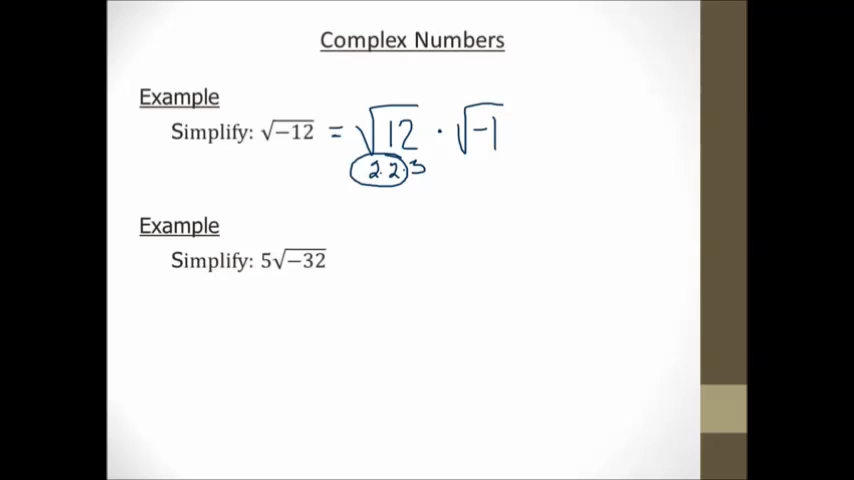 Complex Numbers
Example
Simplify: √−12 = √12 · √−1
2·2·3
Example
Simplify: 5√−32